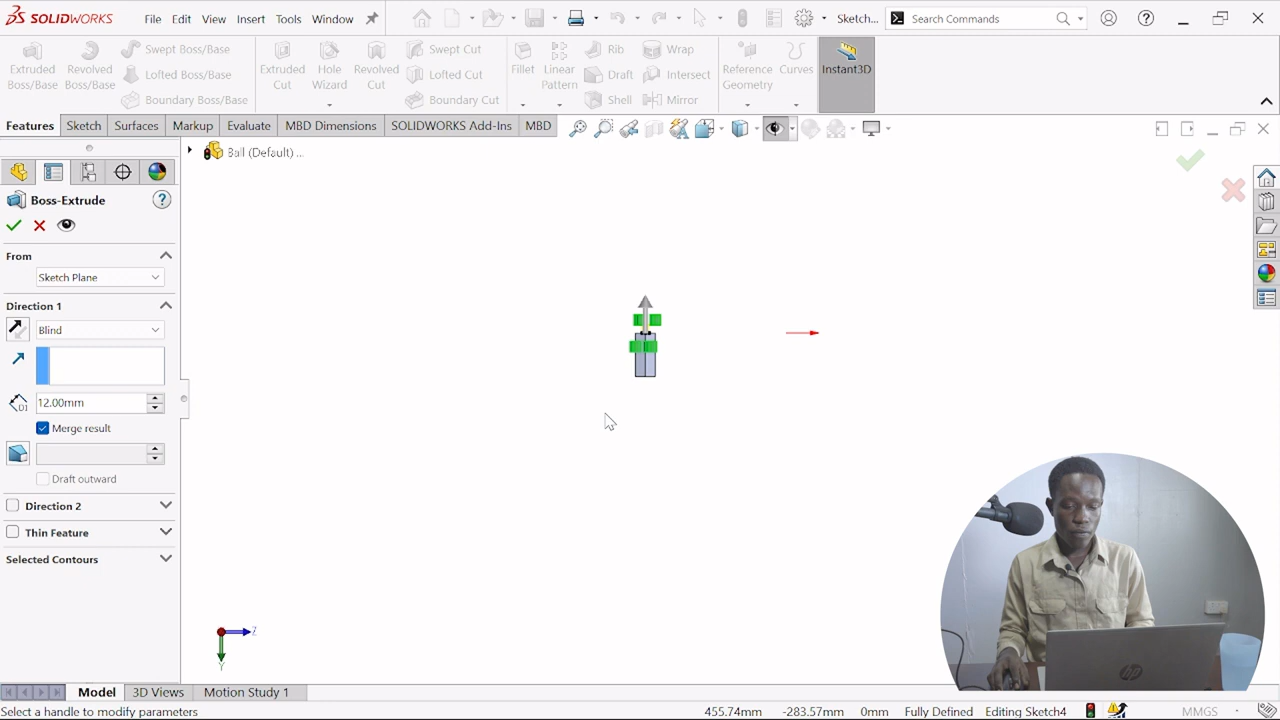 SOLIDWORKS File Edit View Insert Tools Window Sketch... Search Commands
Extruded Boss/Base
Revolved Boss/Base
Swept Boss/Base
Lofted Boss/Base
Boundary Boss/Base
Extruded Cut
Hole Wizard
Revolved Cut
Swept Cut
Lofted Cut
Boundary Cut
Fillet
Linear Pattern
Rib
Draft
Shell
Wrap
Intersect
Mirror
Reference Geometry
Curves
Instant3D
Features Sketch Surfaces Markup Evaluate MBD Dimensions SOLIDWORKS Add-Ins MBD
Ball (Default) ...
Boss-Extrude
From
Sketch Plane
Direction 1
Blind
D1 12.00mm
Merge result
Draft outward
Direction 2
Thin Feature
Selected Contours
Z
Y
hp
Model 3D Views Motion Study 1
Select a handle to modify parameters 455.74mm -283.57mm 0mm Fully Defined Editing Sketch4 MMGS